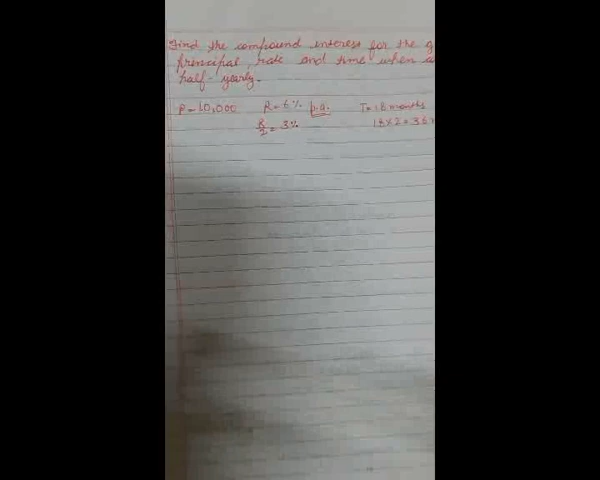 Find the compound interest for the g
principal, rate and time when a
half-yearly.
P=10,000 R=6% p.a. T=18 months
R/2=3% 18×2=36